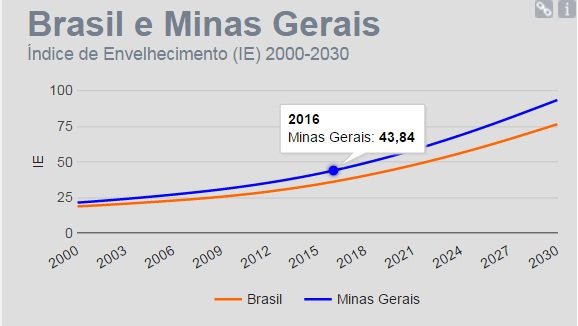 Brasil e Minas Gerais
Índice de Envelhecimento (IE) 2000-2030
100
75
50
25
0
IE
2016
Minas Gerais: 43,84
2000 2003 2006 2009 2012 2015 2018 2021 2024 2027 2030
Brasil Minas Gerais